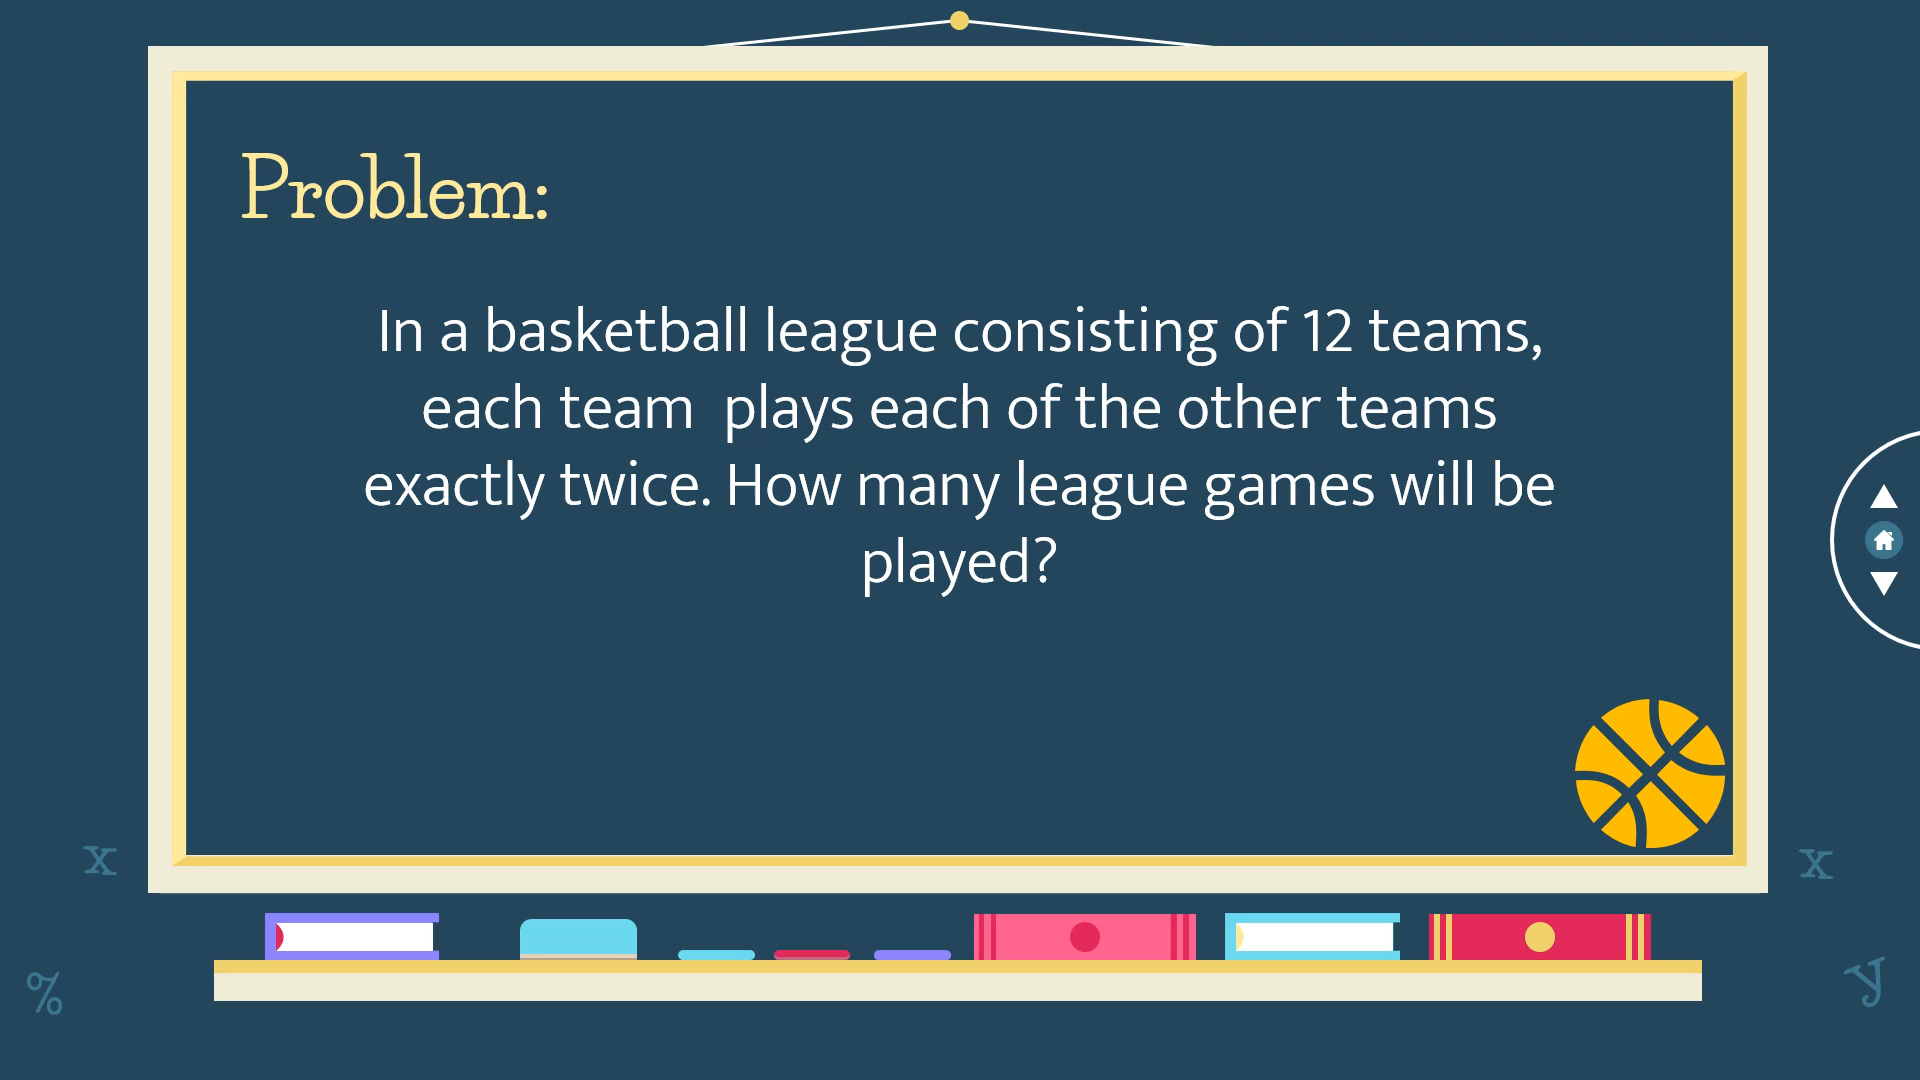 Problem:
In a basketball league consisting of 12 teams,
each team  plays each of the other teams
exactly twice. How many league games will be
played?
x
x
%
y